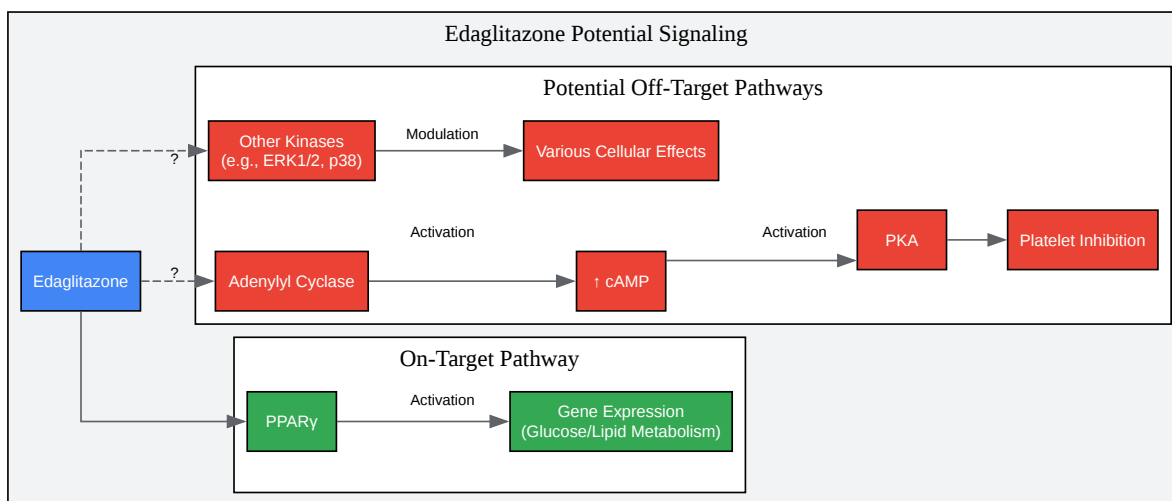 Edaglitazone Potential Signaling
Potential Off-Target Pathways
Other Kinases
(e.g., ERK1/2, p38)
Modulation
Various Cellular Effects
?
Edaglitazone
?
Adenylyl Cyclase
Activation
↑ cAMP
Activation
PKA
Platelet Inhibition
On-Target Pathway
PPARγ
Activation
Gene Expression
(Glucose/Lipid Metabolism)